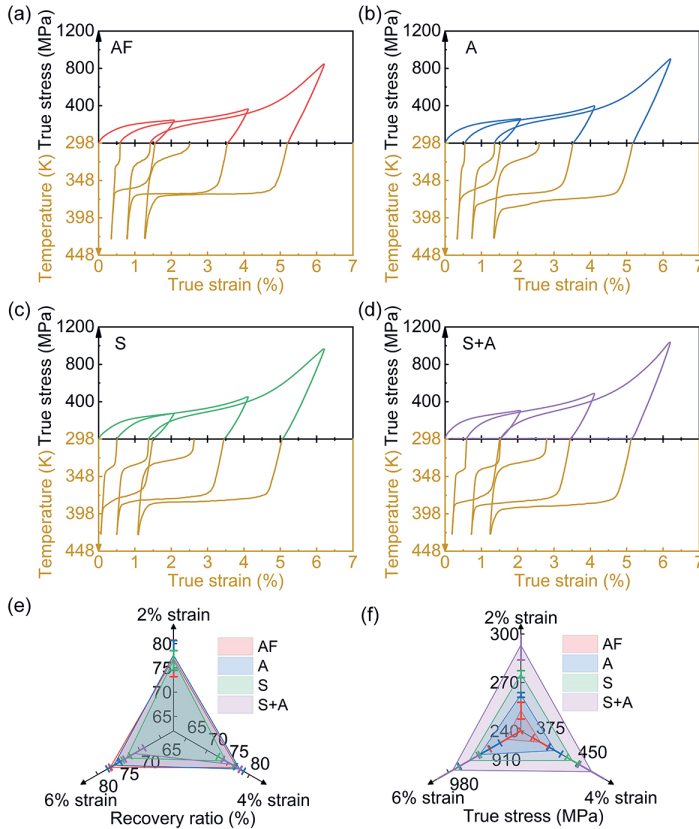 (a)
AF
True stress (MPa)
1200
800
400
298
348
398
448
Temperature (K)
0 1 2 3 4 5 6 7
True strain (%)
(b)
A
True stress (MPa)
1200
800
400
298
348
398
448
Temperature (K)
0 1 2 3 4 5 6 7
True strain (%)
(c)
S
True stress (MPa)
1200
800
400
298
348
398
448
Temperature (K)
0 1 2 3 4 5 6 7
True strain (%)
(d)
S+A
True stress (MPa)
1200
800
400
298
348
398
448
Temperature (K)
0 1 2 3 4 5 6 7
True strain (%)
(e)
2% strain
80
75
70
65
65
70
75
80
65
70
75
80
AF
A
S
S+A
6% strain
4% strain
Recovery ratio (%)
(f)
2% strain
300
270
240
375
450
910
980
AF
A
S
S+A
6% strain
4% strain
True stress (MPa)